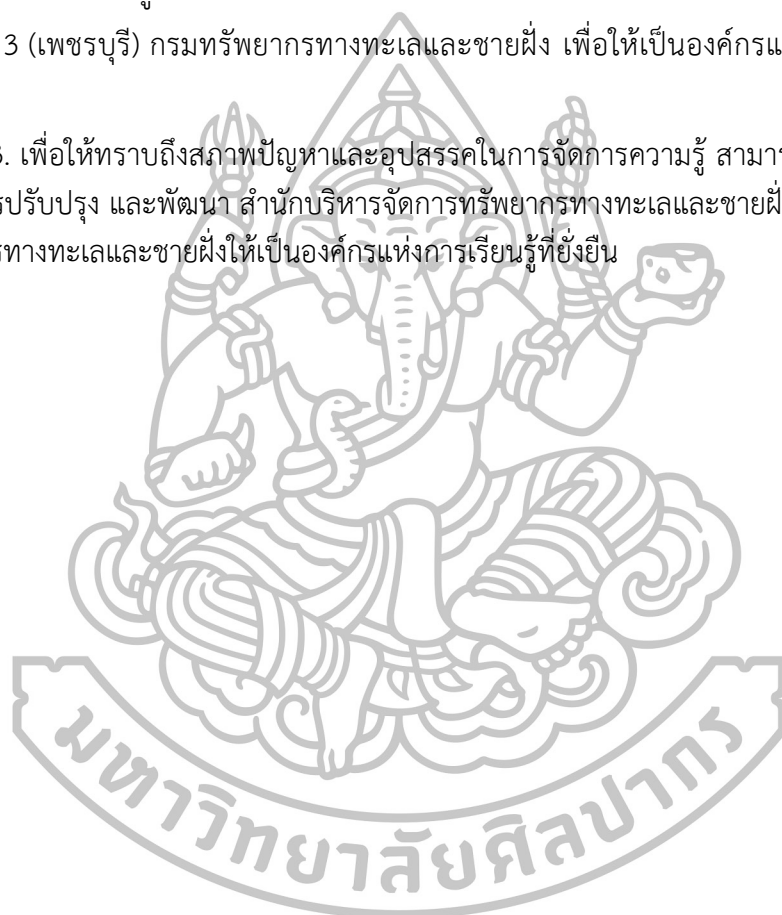 3 (เพชรบุรี) กรมทรัพยากรทางทะเลและชายฝั่ง เพื่อให้เป็นองค์กรแ
. เพื่อให้ทราบถึงสภาพปัญหาและอุปสรรคในการจัดการความรู้ สามาร
รปรับปรุง และพัฒนา สำนักบริหารจัดการทรัพยากรทางทะเลและชายฝั่
รทางทะเลและชายฝั่งให้เป็นองค์กรแห่งการเรียนรู้ที่ยั่งยืน
มหาวิทยาลัยศิลปากร